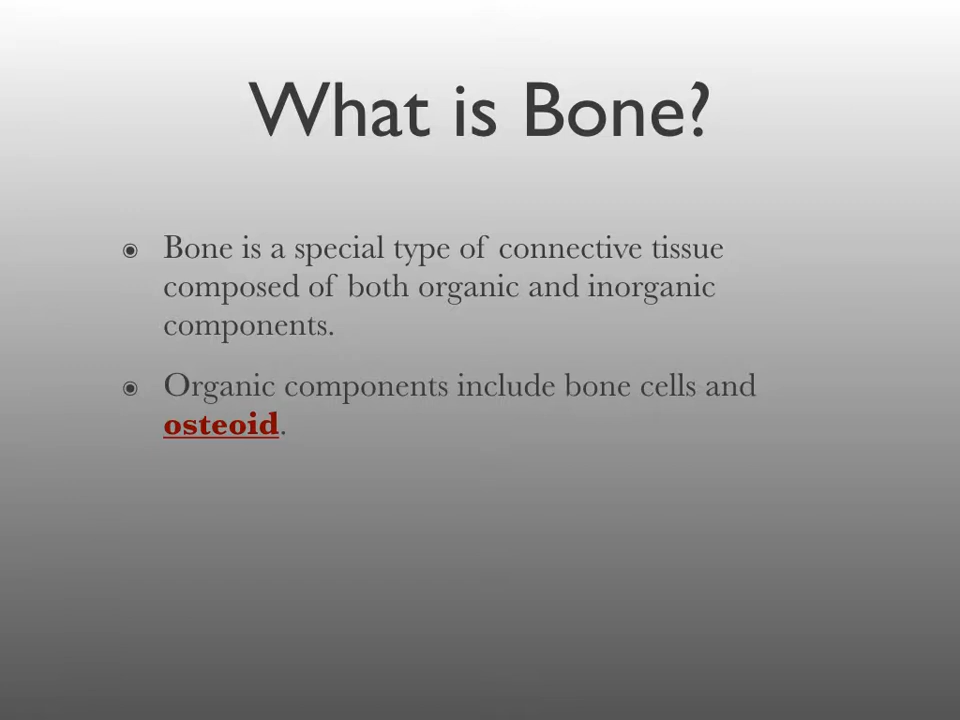 What is Bone?
Bone is a special type of connective tissue
composed of both organic and inorganic
components.
Organic components include bone cells and
osteoid.